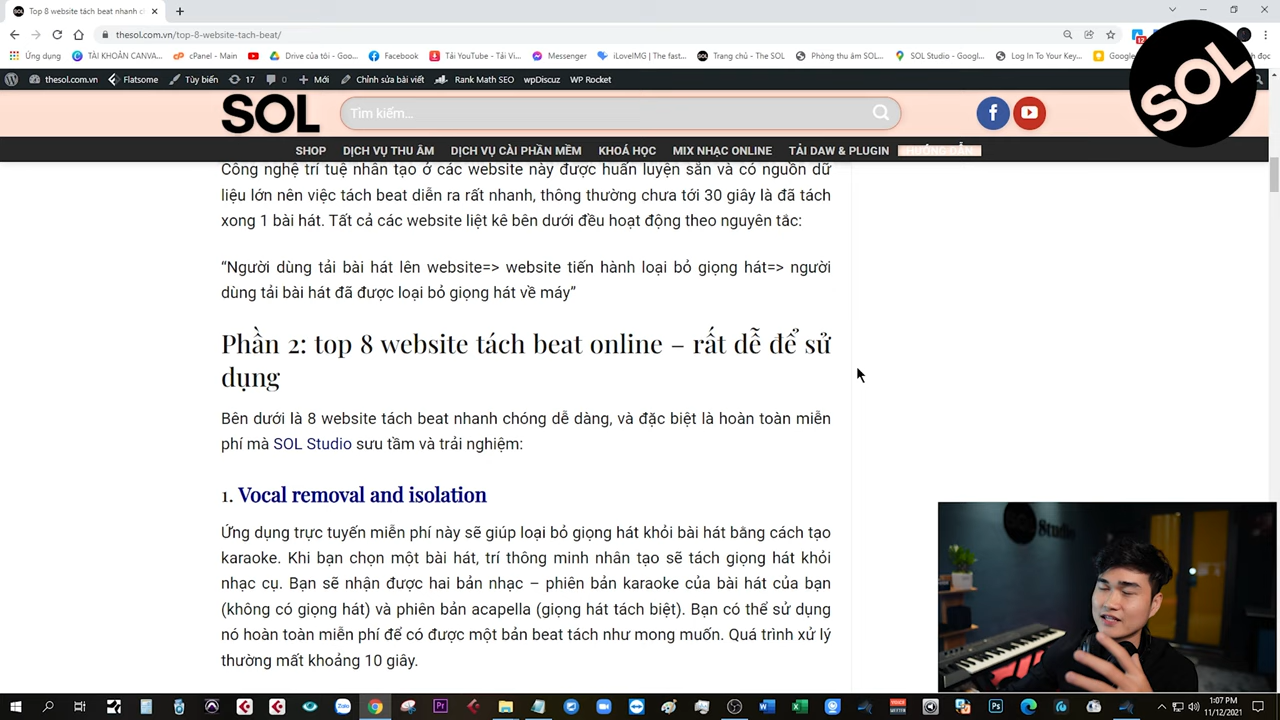 Top 8 website tách beat nhanh c
thesol.com.vn/top-8-website-tach-beat/
Ứng dụng
TÀI KHOẢN CANVA...
cPanel - Main
Drive của tôi - Goo...
Facebook
Tải YouTube - Tải Vi...
Messenger
iLoveIMG | The fast...
Trang chủ - The SOL
Phòng thu âm SOL...
SOL Studio - Googl...
Log In To Your Key...
Google
đọc
12
thesol.com.vn
Flatsome
Tùy biến
17
0
Mới
Chỉnh sửa bài viết
Rank Math SEO
wpDiscuz
WP Rocket
SOL
SOL
Tìm kiếm...
SHOP
DỊCH VỤ THU ÂM
DỊCH VỤ CÀI PHẦN MỀM
KHOÁ HỌC
MIX NHẠC ONLINE
TẢI DAW & PLUGIN
HƯỚNG DẪN
Công nghệ trí tuệ nhân tạo ở các website này được huấn luyện sẵn và có nguồn dữ
liệu lớn nên việc tách beat diễn ra rất nhanh, thông thường chưa tới 30 giây là đã tách
xong 1 bài hát. Tất cả các website liệt kê bên dưới đều hoạt động theo nguyên tắc:
“Người dùng tải bài hát lên website=> website tiến hành loại bỏ giọng hát=> người
dùng tải bài hát đã được loại bỏ giọng hát về máy”
Phần 2: top 8 website tách beat online – rất dễ để sử
dụng
Bên dưới là 8 website tách beat nhanh chóng dễ dàng, và đặc biệt là hoàn toàn miễn
phí mà SOL Studio sưu tầm và trải nghiệm:
1. Vocal removal and isolation
Ứng dụng trực tuyến miễn phí này sẽ giúp loại bỏ giọng hát khỏi bài hát bằng cách tạo
karaoke. Khi bạn chọn một bài hát, trí thông minh nhân tạo sẽ tách giọng hát khỏi
nhạc cụ. Bạn sẽ nhận được hai bản nhạc – phiên bản karaoke của bài hát của bạn
(không có giọng hát) và phiên bản acapella (giọng hát tách biệt). Bạn có thể sử dụng
nó hoàn toàn miễn phí để có được một bản beat tách như mong muốn. Quá trình xử lý
thường mất khoảng 10 giây.
Studio
Zalo
Pr
Ps
1:07 PM
11/12/2021